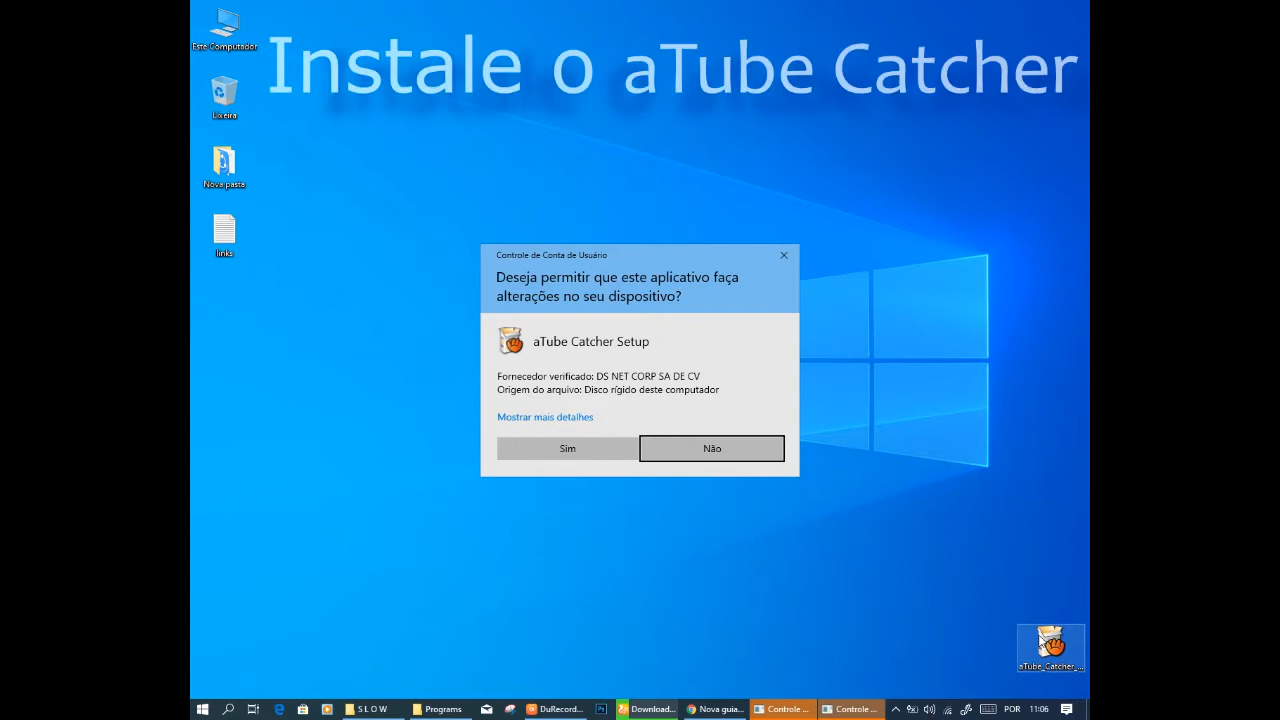 Instale o aTube Catcher
Este Computador
Lixeira
Nova pasta
links
Controle de Conta de Usuário
Deseja permitir que este aplicativo faça
alterações no seu dispositivo?
aTube Catcher Setup
Fornecedor verificado: DS NET CORP SA DE CV
Origem do arquivo: Disco rígido deste computador
Mostrar mais detalhes
Sim
Não
aTube_Catcher_...
S L O W
Programs
DuRecord...
Ps
Download...
Nova guia...
Controle ...
Controle ...
POR
11:06